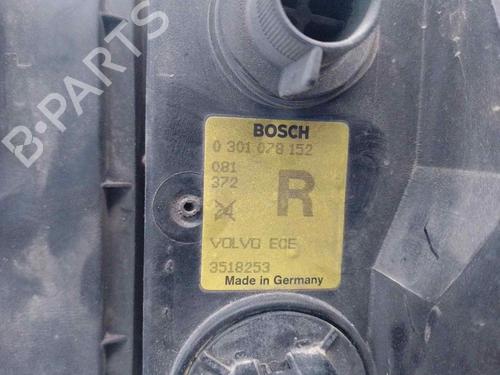 B-PARTS
BOSCH
0 301 078 152
081
372
R
VOLVO ECE
3518253
Made in Germany